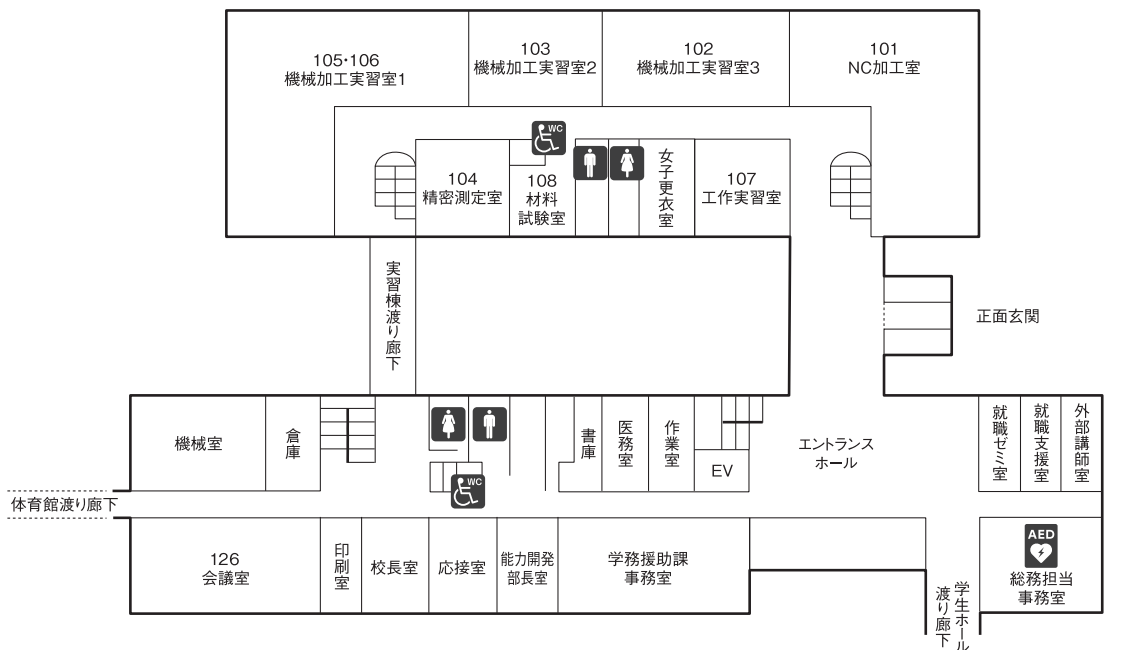 105・106
機械加工実習室1
103
機械加工実習室2
102
機械加工実習室3
101
NC加工室
WC
104
精密測定室
108
材料
試験室
女子更衣室
107
工作実習室
実習棟渡り廊下
正面玄関
機械室
倉庫
書庫
医務室
作業室
EV
エントランス
ホール
就職ゼミ室
就職支援室
外部講師室
WC
体育館渡り廊下
126
会議室
印刷室
校長室
応接室
能力開発
部長室
学務援助課
事務室
AED
総務担当
事務室
学生ホール
渡り廊下